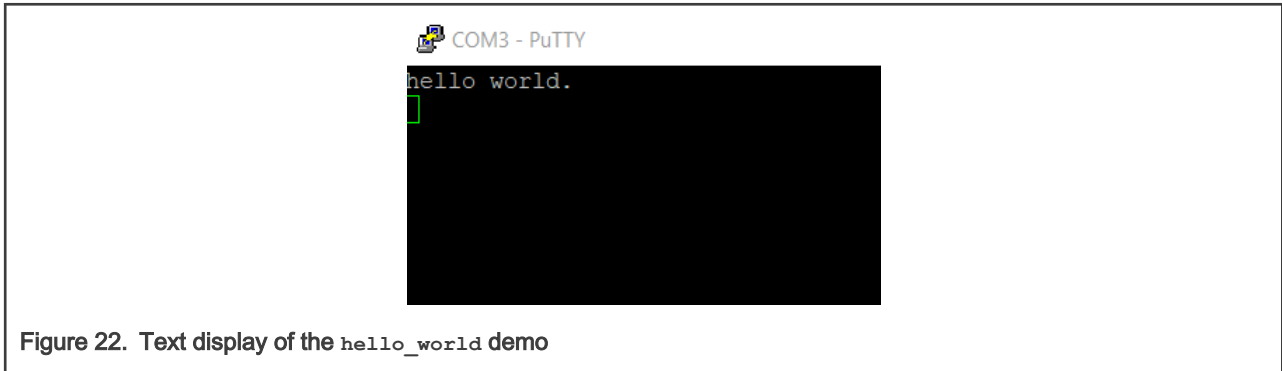 COM3 - PuTTY
hello world.
Figure 22. Text display of the hello_world demo